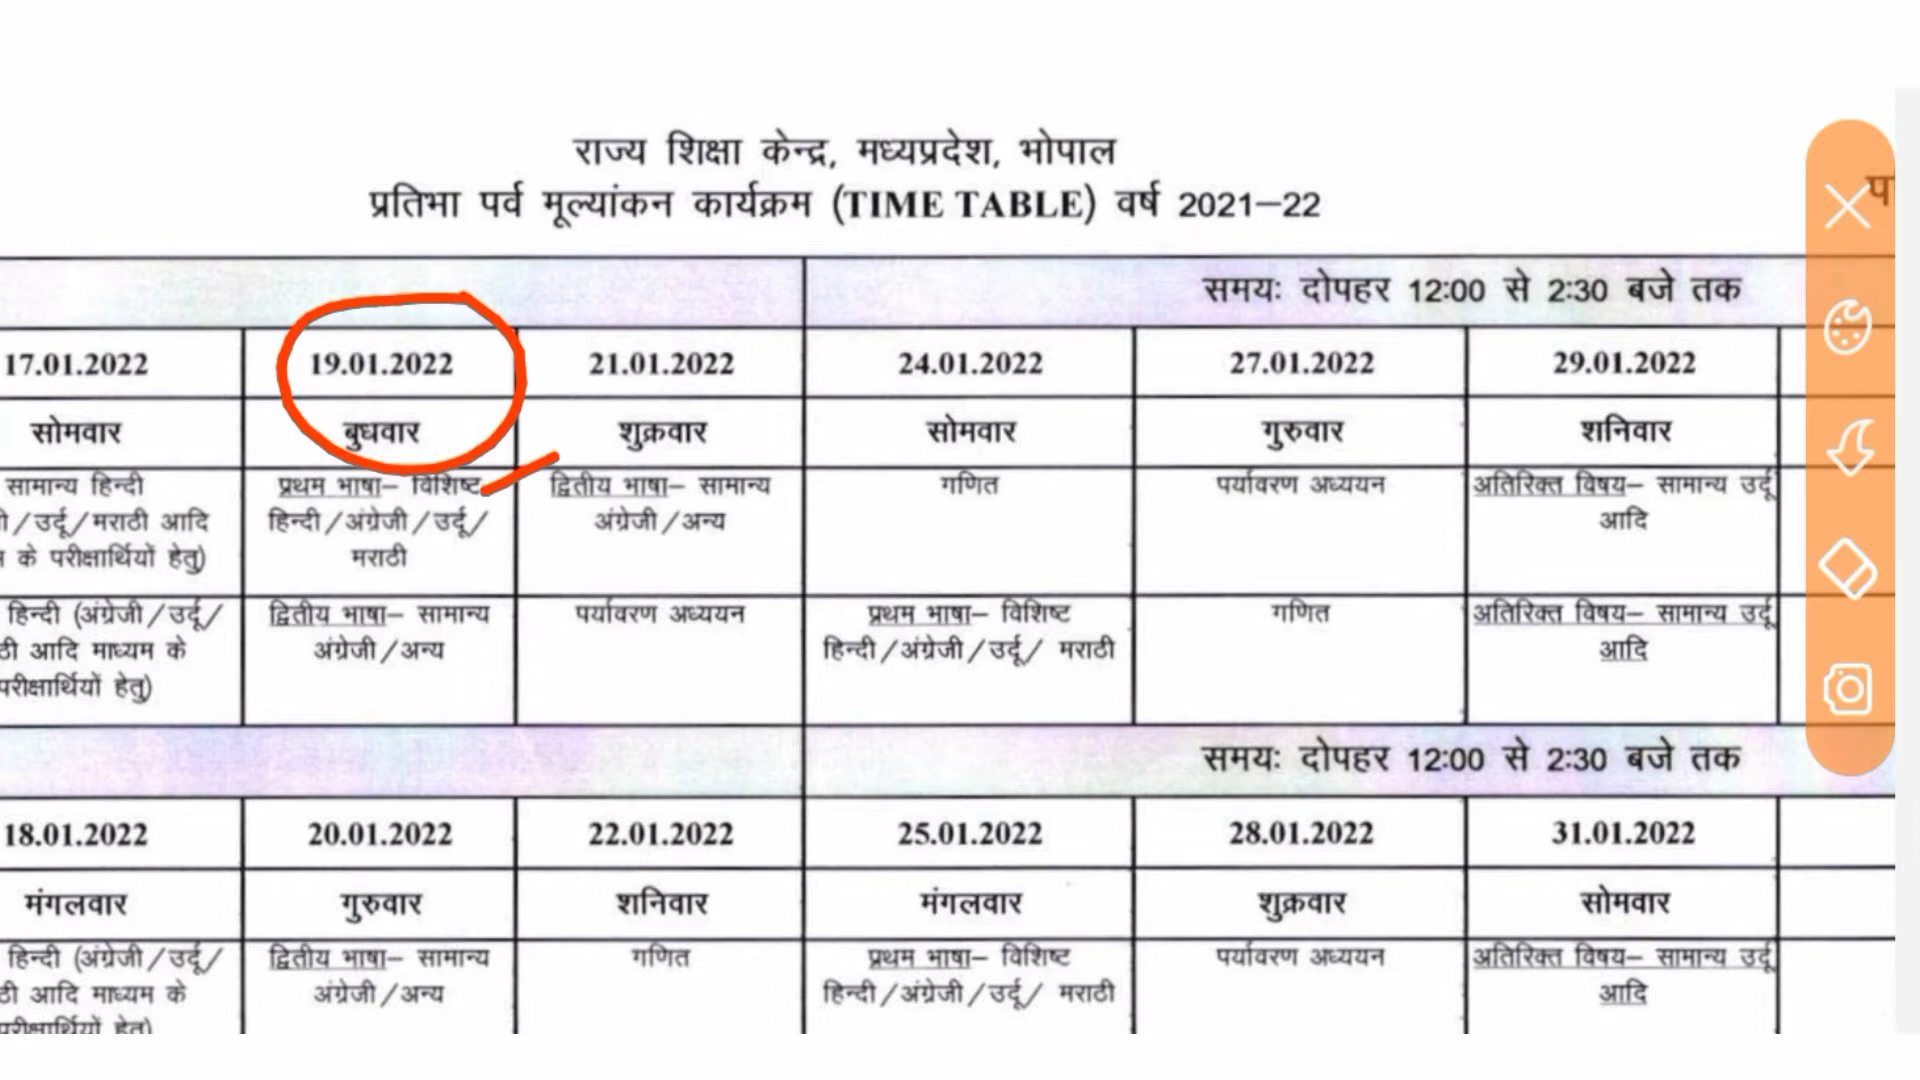 राज्य शिक्षा केन्द्र, मध्यप्रदेश, भोपाल
प्रतिभा पर्व मूल्यांकन कार्यक्रम (TIME TABLE) वर्ष 2021–22
समयः दोपहर 12:00 से 2:30 बजे तक
17.01.2022 19.01.2022 21.01.2022 24.01.2022 27.01.2022 29.01.2022
सोमवार बुधवार शुक्रवार सोमवार गुरुवार शनिवार
सामान्य हिन्दी प्रथम भाषा– विशिष्ट द्वितीय भाषा– सामान्य गणित पर्यावरण अध्ययन अतिरिक्त विषय– सामान्य उर्दू
/उर्दू/मराठी आदि हिन्दी/अंग्रेजी/उर्दू/ अंग्रेजी/अन्य आदि
के परीक्षार्थियों हेतु) मराठी
हिन्दी (अंग्रेजी/उर्दू/ द्वितीय भाषा– सामान्य पर्यावरण अध्ययन प्रथम भाषा– विशिष्ट गणित अतिरिक्त विषय– सामान्य उर्दू
आदि माध्यम के अंग्रेजी/अन्य हिन्दी/अंग्रेजी/उर्दू/ मराठी आदि
परीक्षार्थियों हेतु)
समयः दोपहर 12:00 से 2:30 बजे तक
18.01.2022 20.01.2022 22.01.2022 25.01.2022 28.01.2022 31.01.2022
मंगलवार गुरुवार शनिवार मंगलवार शुक्रवार सोमवार
हिन्दी (अंग्रेजी/उर्दू/ द्वितीय भाषा– सामान्य गणित प्रथम भाषा– विशिष्ट पर्यावरण अध्ययन अतिरिक्त विषय– सामान्य उर्दू
आदि माध्यम के अंग्रेजी/अन्य हिन्दी/अंग्रेजी/उर्दू/ मराठी आदि
परीक्षार्थियों हेतु)